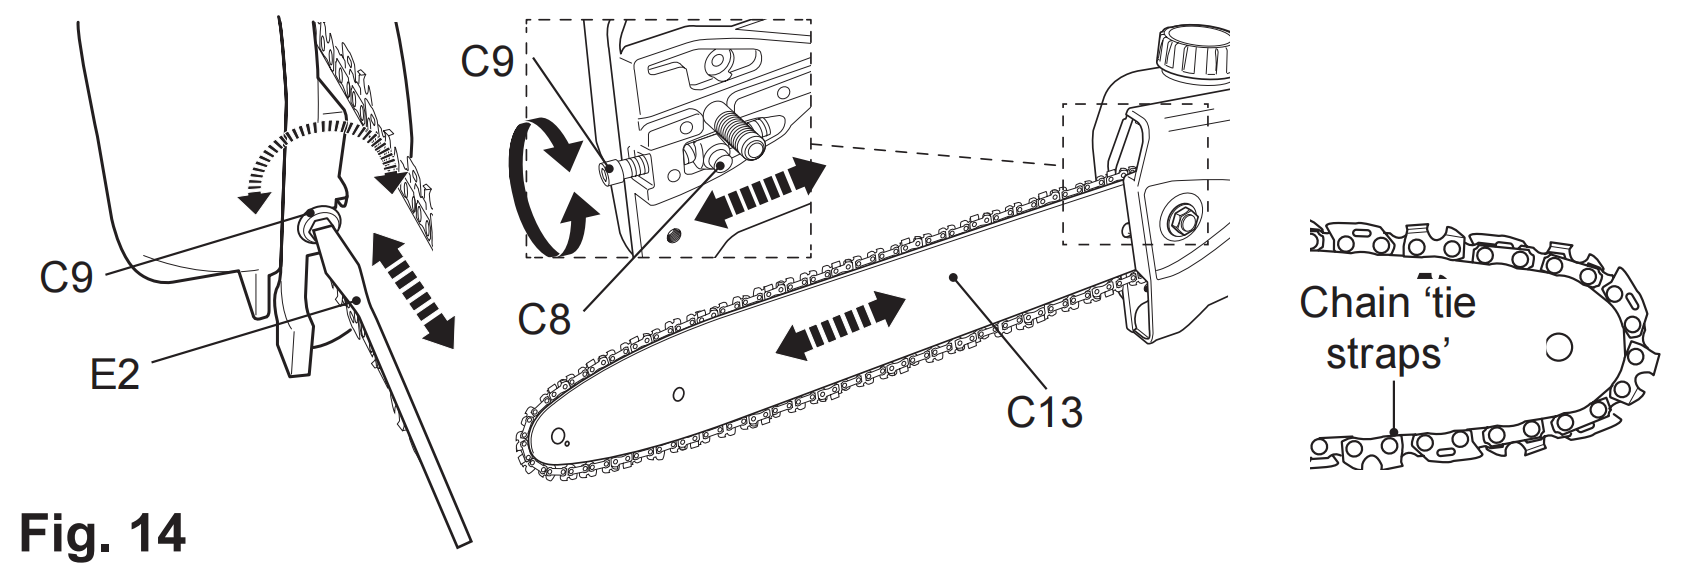 C9
C9
E2
C8
C13
Chain ‘tie
straps’
Fig. 14